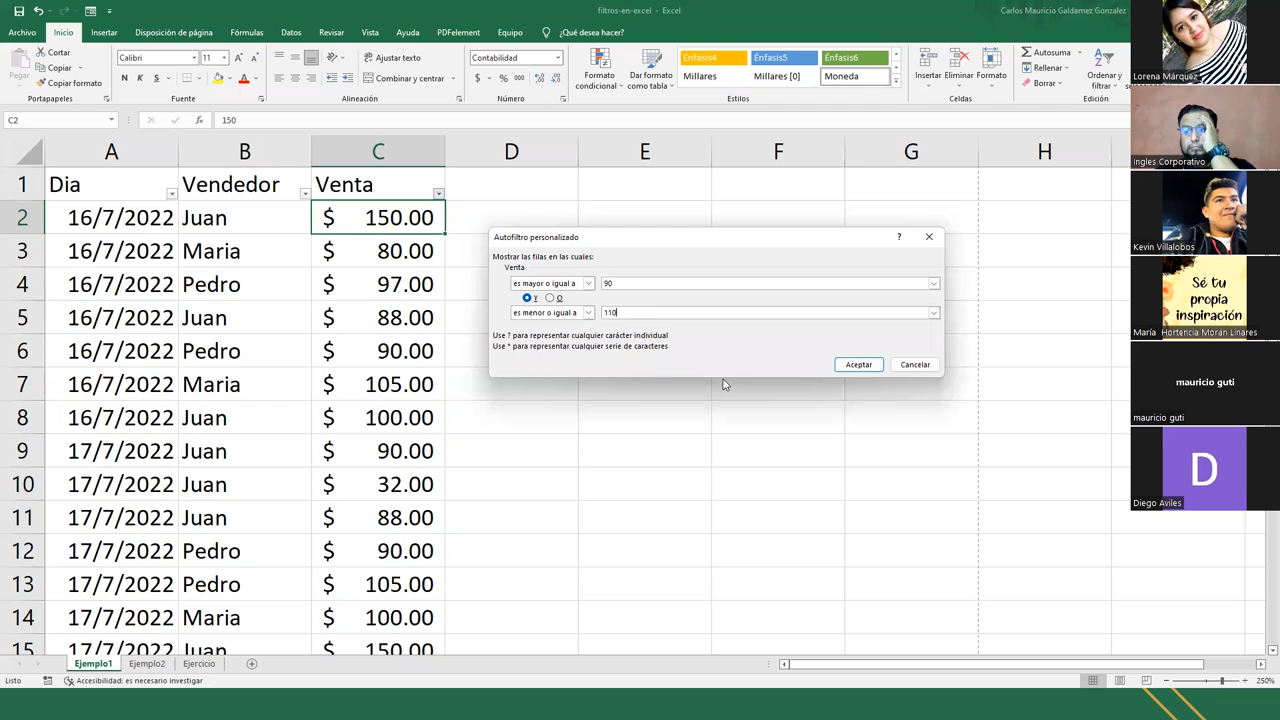 filtros-en-excel - Excel
Carlos Mauricio Galdamez Gonzalez
Archivo Inicio Insertar Disposición de página Fórmulas Datos Revisar Vista Ayuda PDFelement Equipo ¿Qué desea hacer?
Pegar
Cortar
Copiar
Copiar formato
Portapapeles
Calibri 11
N K S
Fuente
Ajustar texto
Combinar y centrar
Alineación
Contabilidad
$ % 000
Número
Formato condicional
Dar formato como tabla
Énfasis4 Énfasis5 Énfasis6
Millares Millares [0] Moneda
Estilos
Insertar Eliminar Formato
Celdas
Autosuma
Rellenar
Borrar
Ordenar y filtrar
Edición
C2 fx 150
A B C D E F G H
1 Dia Vendedor Venta
2 16/7/2022 Juan $ 150.00
3 16/7/2022 Maria $ 80.00
4 16/7/2022 Pedro $ 97.00
5 16/7/2022 Juan $ 88.00
6 16/7/2022 Pedro $ 90.00
7 16/7/2022 Maria $ 105.00
8 16/7/2022 Juan $ 100.00
9 17/7/2022 Juan $ 90.00
10 17/7/2022 Juan $ 32.00
11 17/7/2022 Juan $ 88.00
12 17/7/2022 Pedro $ 90.00
13 17/7/2022 Pedro $ 105.00
14 17/7/2022 Maria $ 100.00
15 17/7/2022 Juan $ 150.00
Autofiltro personalizado ?
Mostrar las filas en las cuales:
Venta
es mayor o igual a 90
Y O
es menor o igual a 110
Use ? para representar cualquier carácter individual
Use * para representar cualquier serie de caracteres
Aceptar Cancelar
Ejemplo1 Ejemplo2 Ejercicio
Listo Accesibilidad: es necesario investigar 250%
Lorena Márquez
Ingles Corporativo
Kevin Villalobos
Sé tu
propia
inspiración
María Hortencia Morán Linares
mauricio guti
mauricio guti
D
Diego Aviles